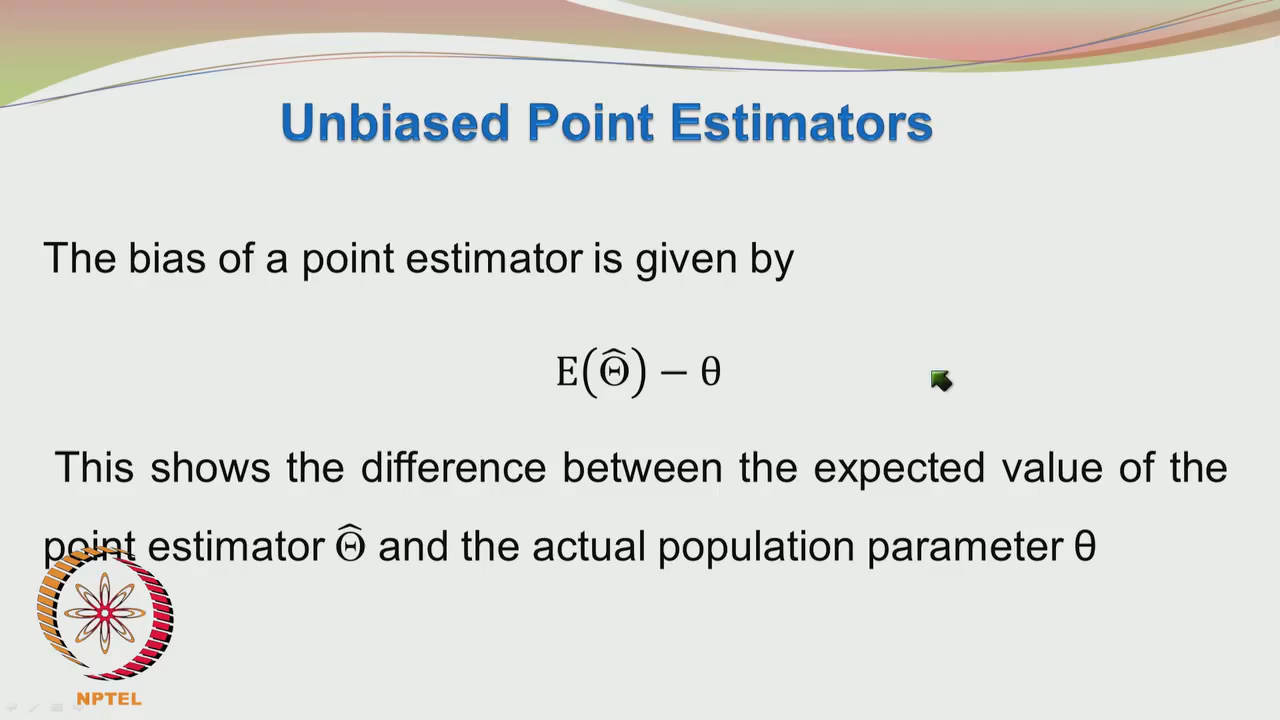 Unbiased Point Estimators
The bias of a point estimator is given by
E(Θ̂) − θ
This shows the difference between the expected value of the
point estimator Θ̂ and the actual population parameter θ
NPTEL